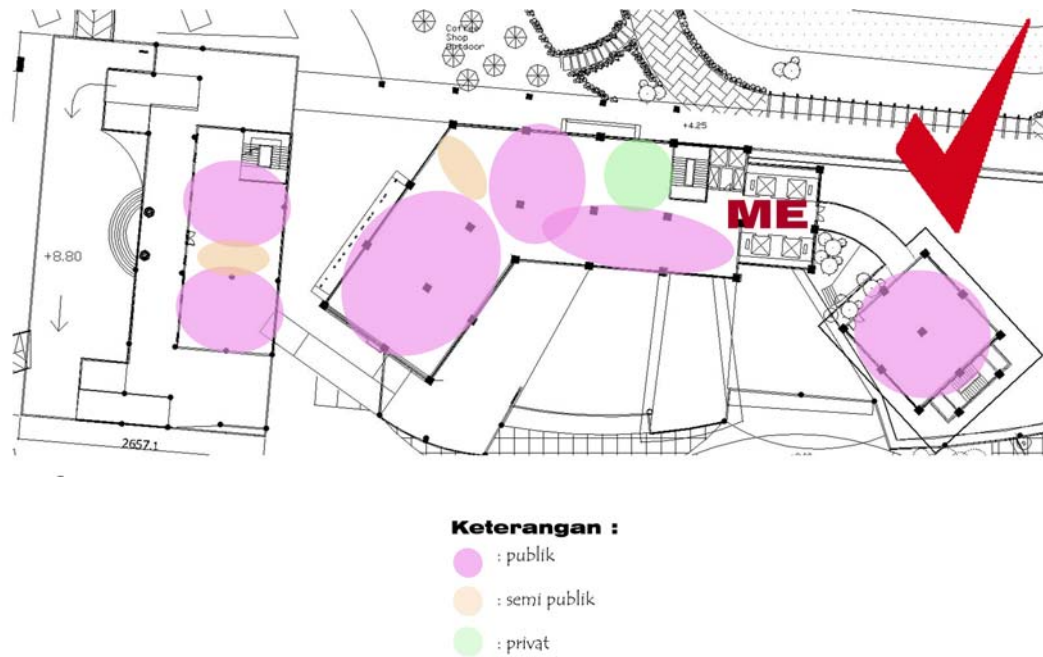 Coffee
Shop
Outdoor
+4.25
ME
+8.80
2657.1
Keterangan :
: publik
: semi publik
: privat